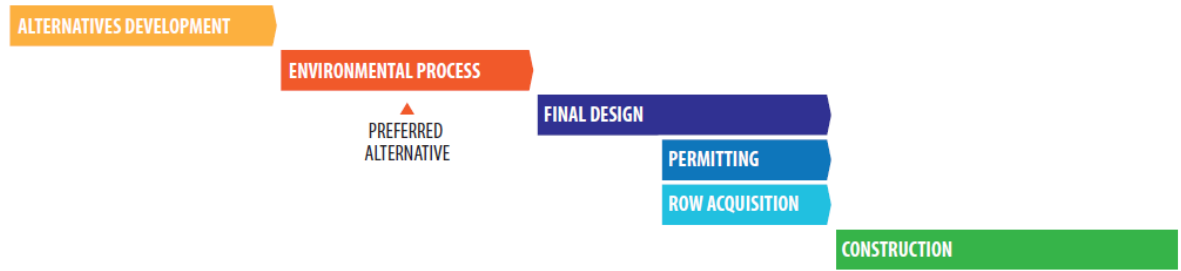 ALTERNATIVES DEVELOPMENT
ENVIRONMENTAL PROCESS
PREFERRED
ALTERNATIVE
FINAL DESIGN
PERMITTING
ROW ACQUISITION
CONSTRUCTION